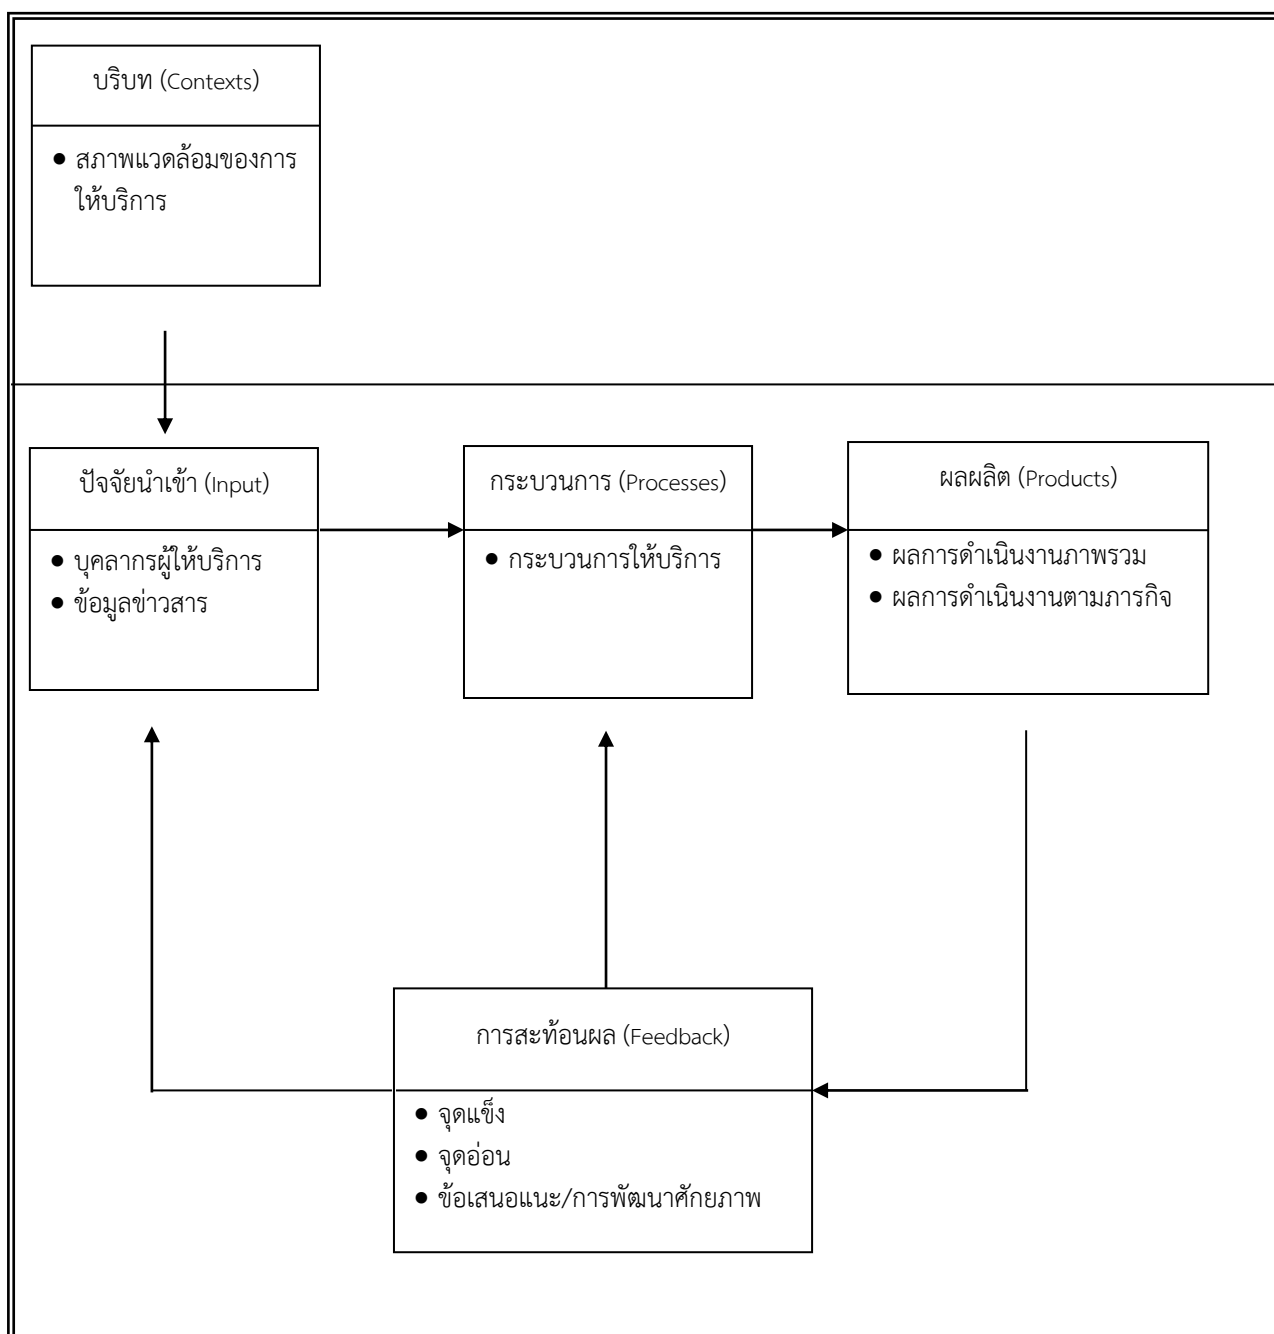 บริบท (Contexts)
● สภาพแวดล้อมของการ
ให้บริการ
ปัจจัยนำเข้า (Input)
● บุคลากรผู้ให้บริการ
● ข้อมูลข่าวสาร
กระบวนการ (Processes)
● กระบวนการให้บริการ
ผลผลิต (Products)
● ผลการดำเนินงานภาพรวม
● ผลการดำเนินงานตามภารกิจ
การสะท้อนผล (Feedback)
● จุดแข็ง
● จุดอ่อน
● ข้อเสนอแนะ/การพัฒนาศักยภาพ